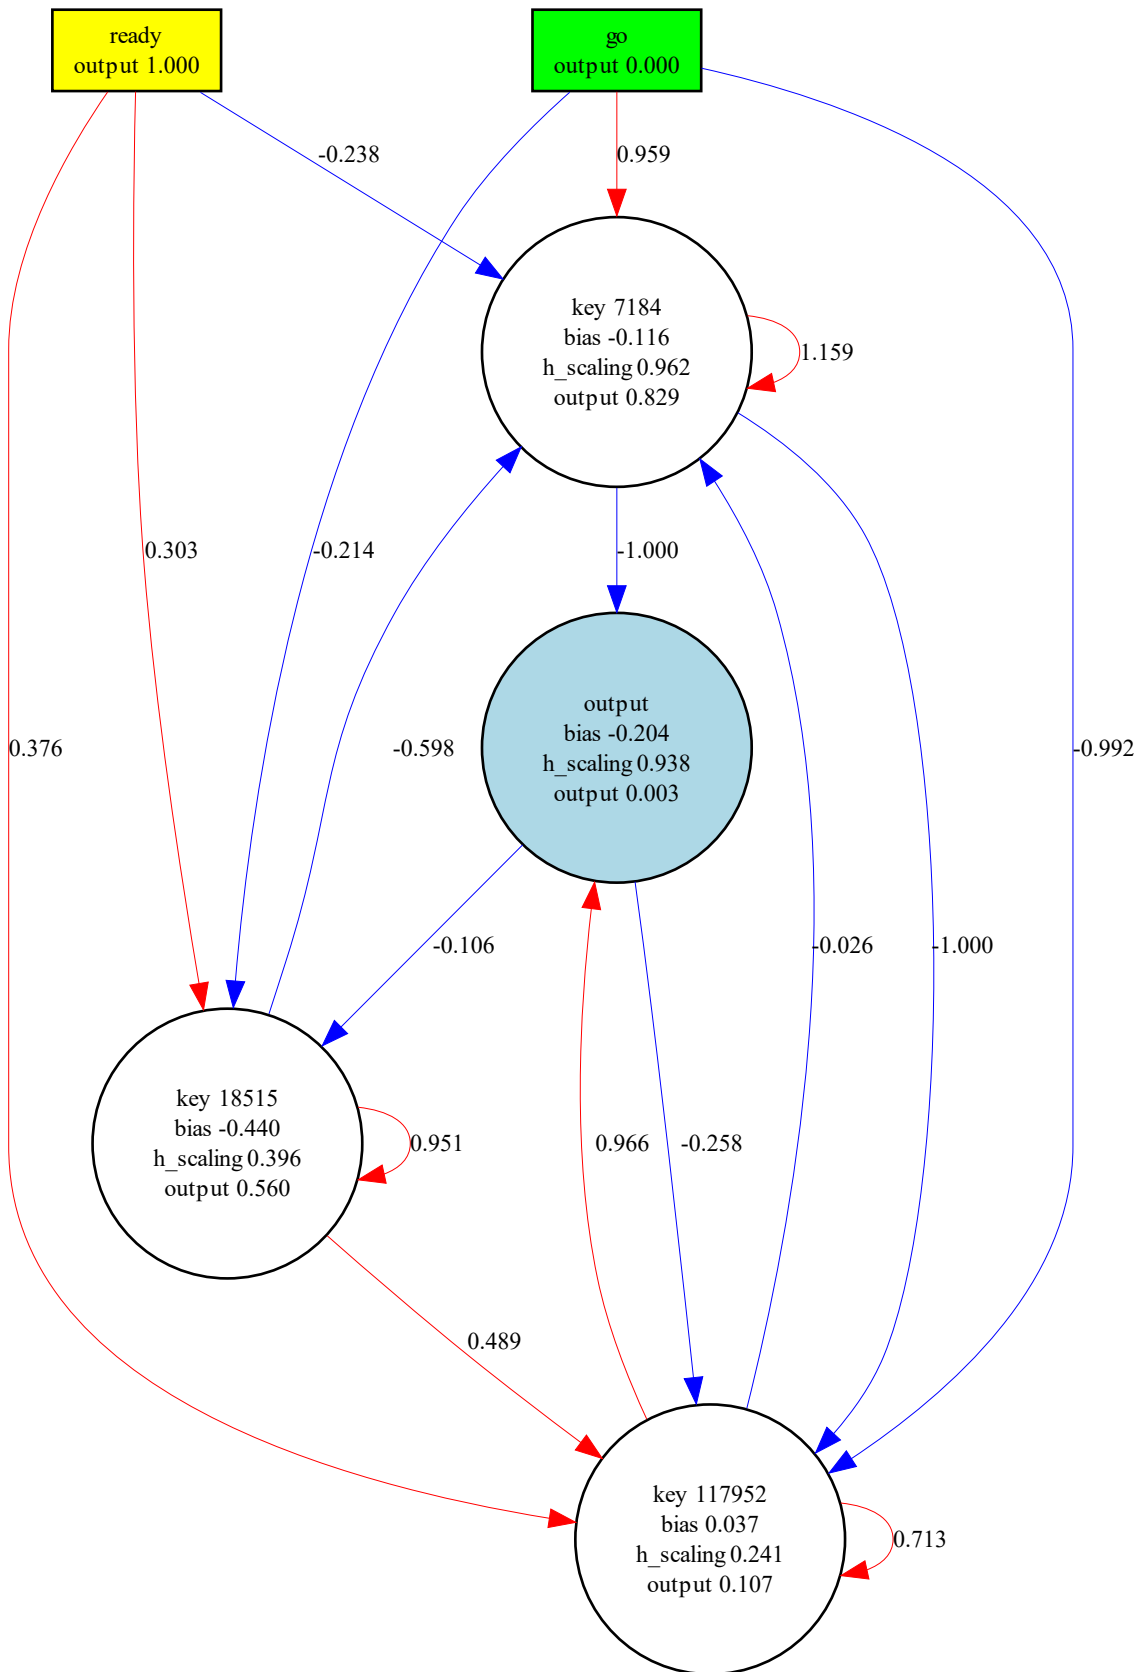 ready
output 1.000
go
output 0.000
-0.238
0.959
key 7184
bias -0.116
h_scaling 0.962
output 0.829
1.159
0.303
-0.214
-1.000
output
bias -0.204
h_scaling 0.938
output 0.003
0.376
-0.598
-0.992
-0.106
-0.026
-1.000
key 18515
bias -0.440
h_scaling 0.396
output 0.560
0.951
0.966
-0.258
0.489
key 117952
bias 0.037
h_scaling 0.241
output 0.107
0.713